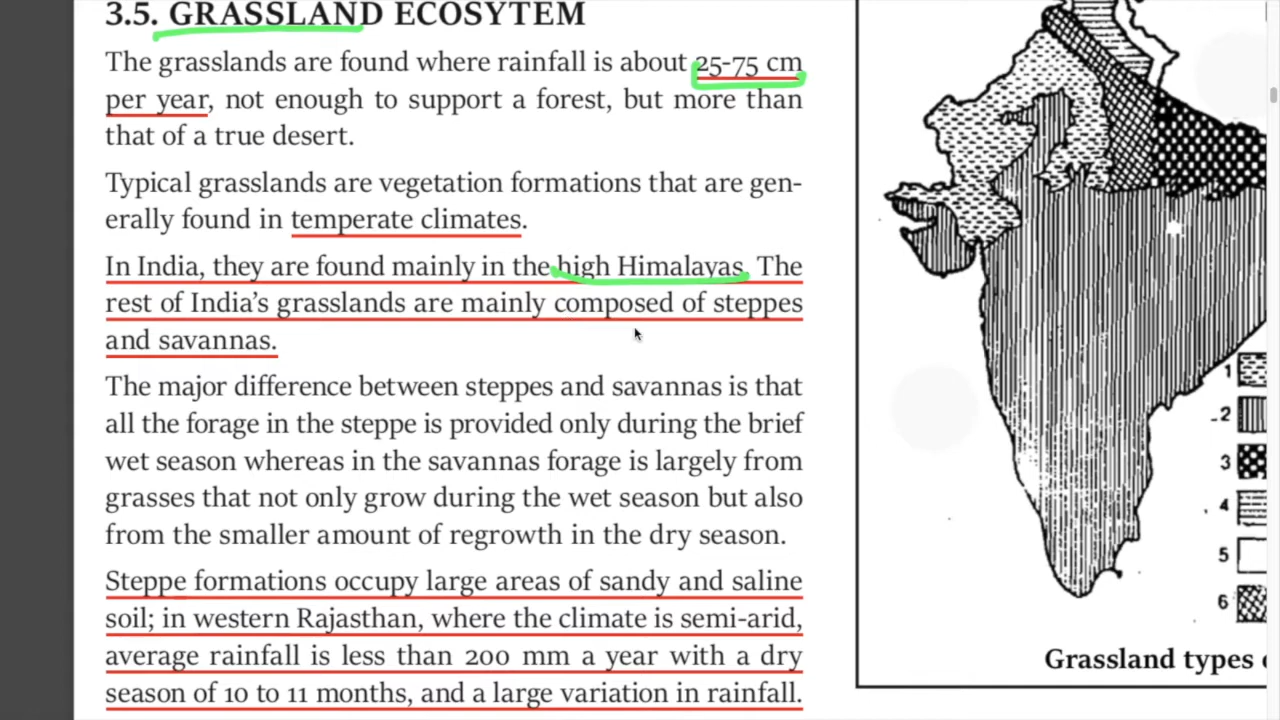 3.5. GRASSLAND ECOSYTEM
The grasslands are found where rainfall is about 25-75 cm
per year, not enough to support a forest, but more than
that of a true desert.
Typical grasslands are vegetation formations that are gen-
erally found in temperate climates.
In India, they are found mainly in the high Himalayas. The
rest of India's grasslands are mainly composed of steppes
and savannas.
The major difference between steppes and savannas is that
all the forage in the steppe is provided only during the brief
wet season whereas in the savannas forage is largely from
grasses that not only grow during the wet season but also
from the smaller amount of regrowth in the dry season.
Steppe formations occupy large areas of sandy and saline
soil; in western Rajasthan, where the climate is semi-arid,
average rainfall is less than 200 mm a year with a dry
season of 10 to 11 months, and a large variation in rainfall.
1
2
3
4
5
6
Grassland types